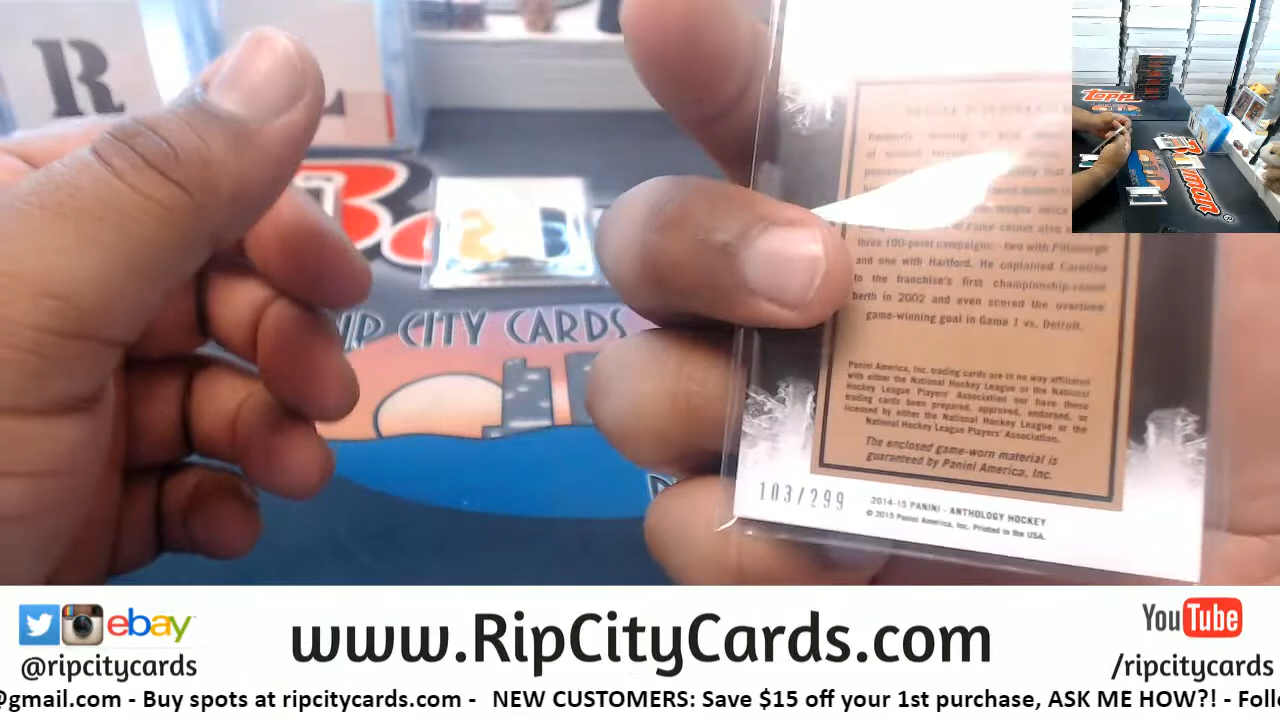 R
Topps
man
B
RIP CITY CARDS
three 100-point campaigns—two with Pittsburgh
and one with Hartford. He captained Carolina
to the franchise's first championship-round
berth in 2002 and even scored the overtime
game-winning goal in Game 1 vs. Detroit.
Panini America, Inc. trading cards are in no way affiliated
with either the National Hockey League or the National
Hockey League Players' Association nor have these
trading cards been prepared, approved, endorsed, or
licensed by either the National Hockey League or the
National Hockey League Players' Association.
The enclosed game-worn material is
guaranteed by Panini America, Inc.
103/299
2014-15 PANINI - ANTHOLOGY HOCKEY
© 2015 Panini America, Inc. Printed in the USA.
ebay
@ripcitycards
www.RipCityCards.com
YouTube
/ripcitycards
@gmail.com - Buy spots at ripcitycards.com - NEW CUSTOMERS: Save $15 off your 1st purchase, ASK ME HOW?! - Follo